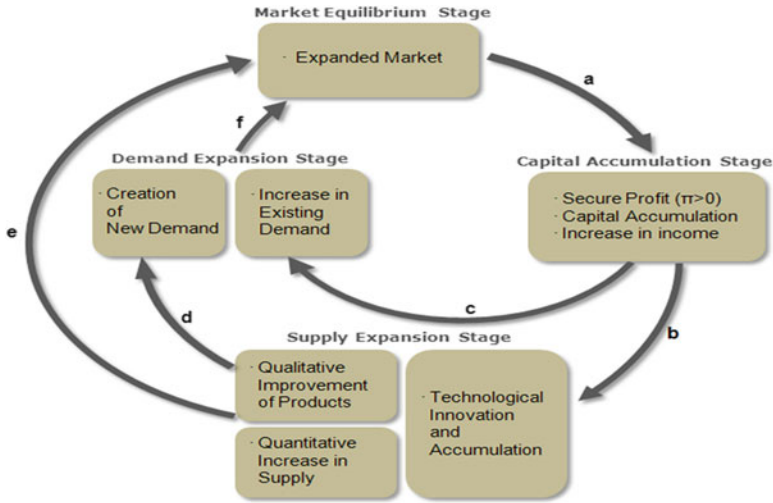 Market Equilibrium Stage
· Expanded Market
a
f
Demand Expansion Stage
Capital Accumulation Stage
· Creation
of
New Demand
· Increase in
Existing
Demand
· Secure Profit (π>0)
· Capital Accumulation
· Increase in income
e
c
d
b
Supply Expansion Stage
· Qualitative
Improvement
of Products
· Technological
Innovation
and
Accumulation
· Quantitative
Increase in
Supply